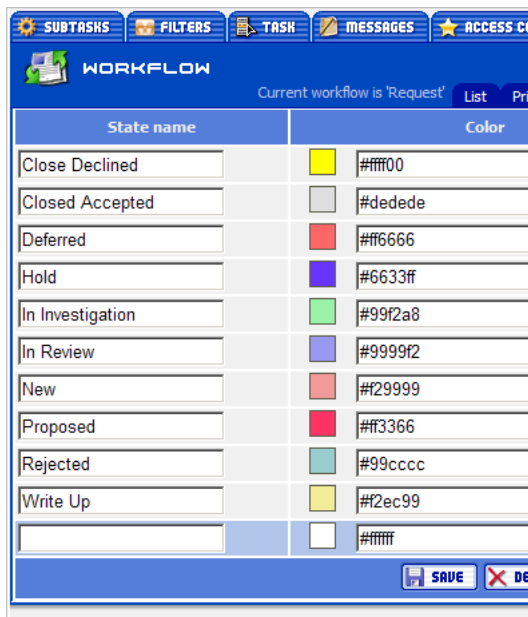 SUBTASKS FILTERS TASK MESSAGES ACCESS
WORKFLOW
Current workflow is 'Request' List
State name Color
Close Declined #ffff00
Closed Accepted #dedede
Deferred #ff6666
Hold #6633ff
In Investigation #99f2a8
In Review #9999f2
New #f29999
Proposed #ff3366
Rejected #99cccc
Write Up #f2ec99
#ffffff
SAVE